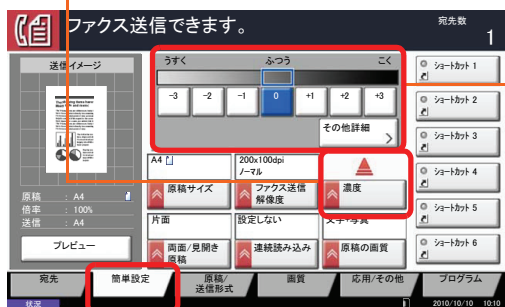 ファクス送信できます。
宛先数
1
送信イメージ
原稿 : A4
倍率 : 100%
送信 : A4
プレビュー
うすく ふつう こく
-3 -2 -1 0 +1 +2 +3
その他詳細
A4
原稿サイズ
200x100dpi
ノーマル
ファクス送信
解像度
濃度
片面
両面/見開き
原稿
設定しない
連続読み込み
文字+写真
原稿の画質
ショートカット 1
ショートカット 2
ショートカット 3
ショートカット 4
ショートカット 5
ショートカット 6
宛先
簡単設定
原稿/
送信形式
画質
応用/その他
プログラム
状況
2010/10/10 10:10